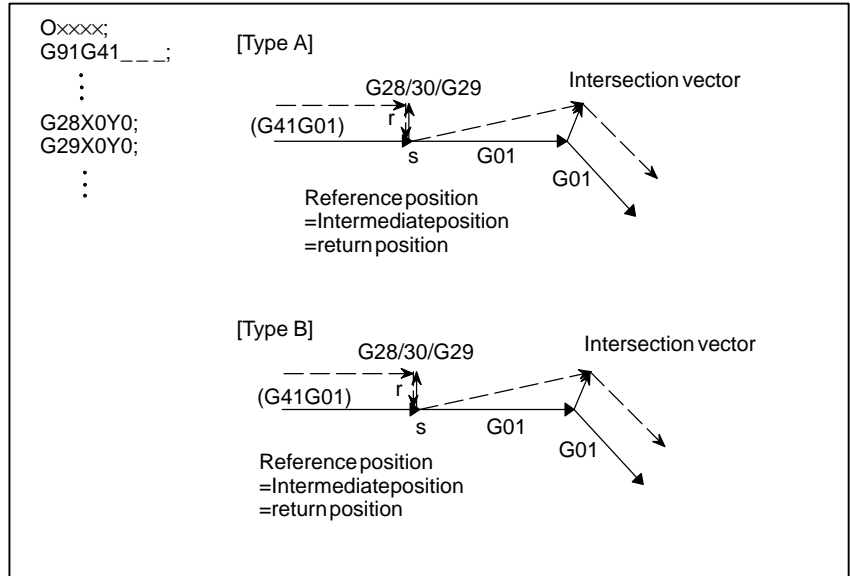 O××××;
G91G41_ _ _;
G28X0Y0;
G29X0Y0;
[Type A]
G28/30/G29
Intersection vector
(G41G01)
r
s
G01
G01
Reference position
=Intermediate position
=return position
[Type B]
G28/30/G29
Intersection vector
(G41G01)
r
s
G01
G01
Reference position
=Intermediate position
=return position